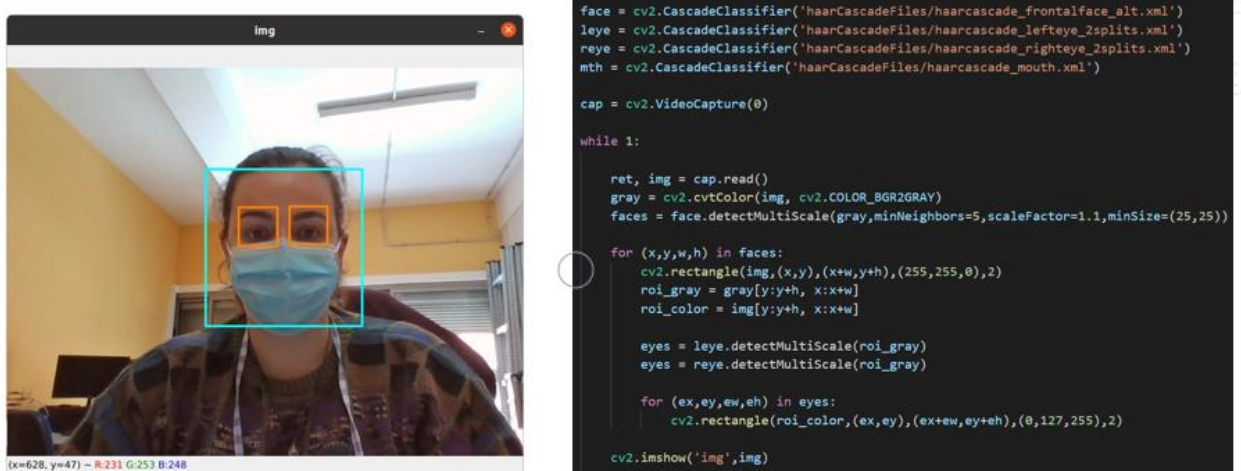 img
(x=628, y=47) ~ R:231 G:253 B:248
face = cv2.CascadeClassifier('haarCascadeFiles/haarcascade_frontalface_alt.xml')
leye = cv2.CascadeClassifier('haarCascadeFiles/haarcascade_lefteye_2splits.xml')
reye = cv2.CascadeClassifier('haarCascadeFiles/haarcascade_righteye_2splits.xml')
mth = cv2.CascadeClassifier('haarCascadeFiles/haarcascade_mouth.xml')
cap = cv2.VideoCapture(0)
while 1:
ret, img = cap.read()
gray = cv2.cvtColor(img, cv2.COLOR_BGR2GRAY)
faces = face.detectMultiScale(gray,minNeighbors=5,scaleFactor=1.1,minSize=(25,25))
for (x,y,w,h) in faces:
cv2.rectangle(img,(x,y),(x+w,y+h),(255,255,0),2)
roi_gray = gray[y:y+h, x:x+w]
roi_color = img[y:y+h, x:x+w]
eyes = leye.detectMultiScale(roi_gray)
eyes = reye.detectMultiScale(roi_gray)
for (ex,ey,ew,eh) in eyes:
cv2.rectangle(roi_color,(ex,ey),(ex+ew,ey+eh),(0,127,255),2)
cv2.imshow('img',img)